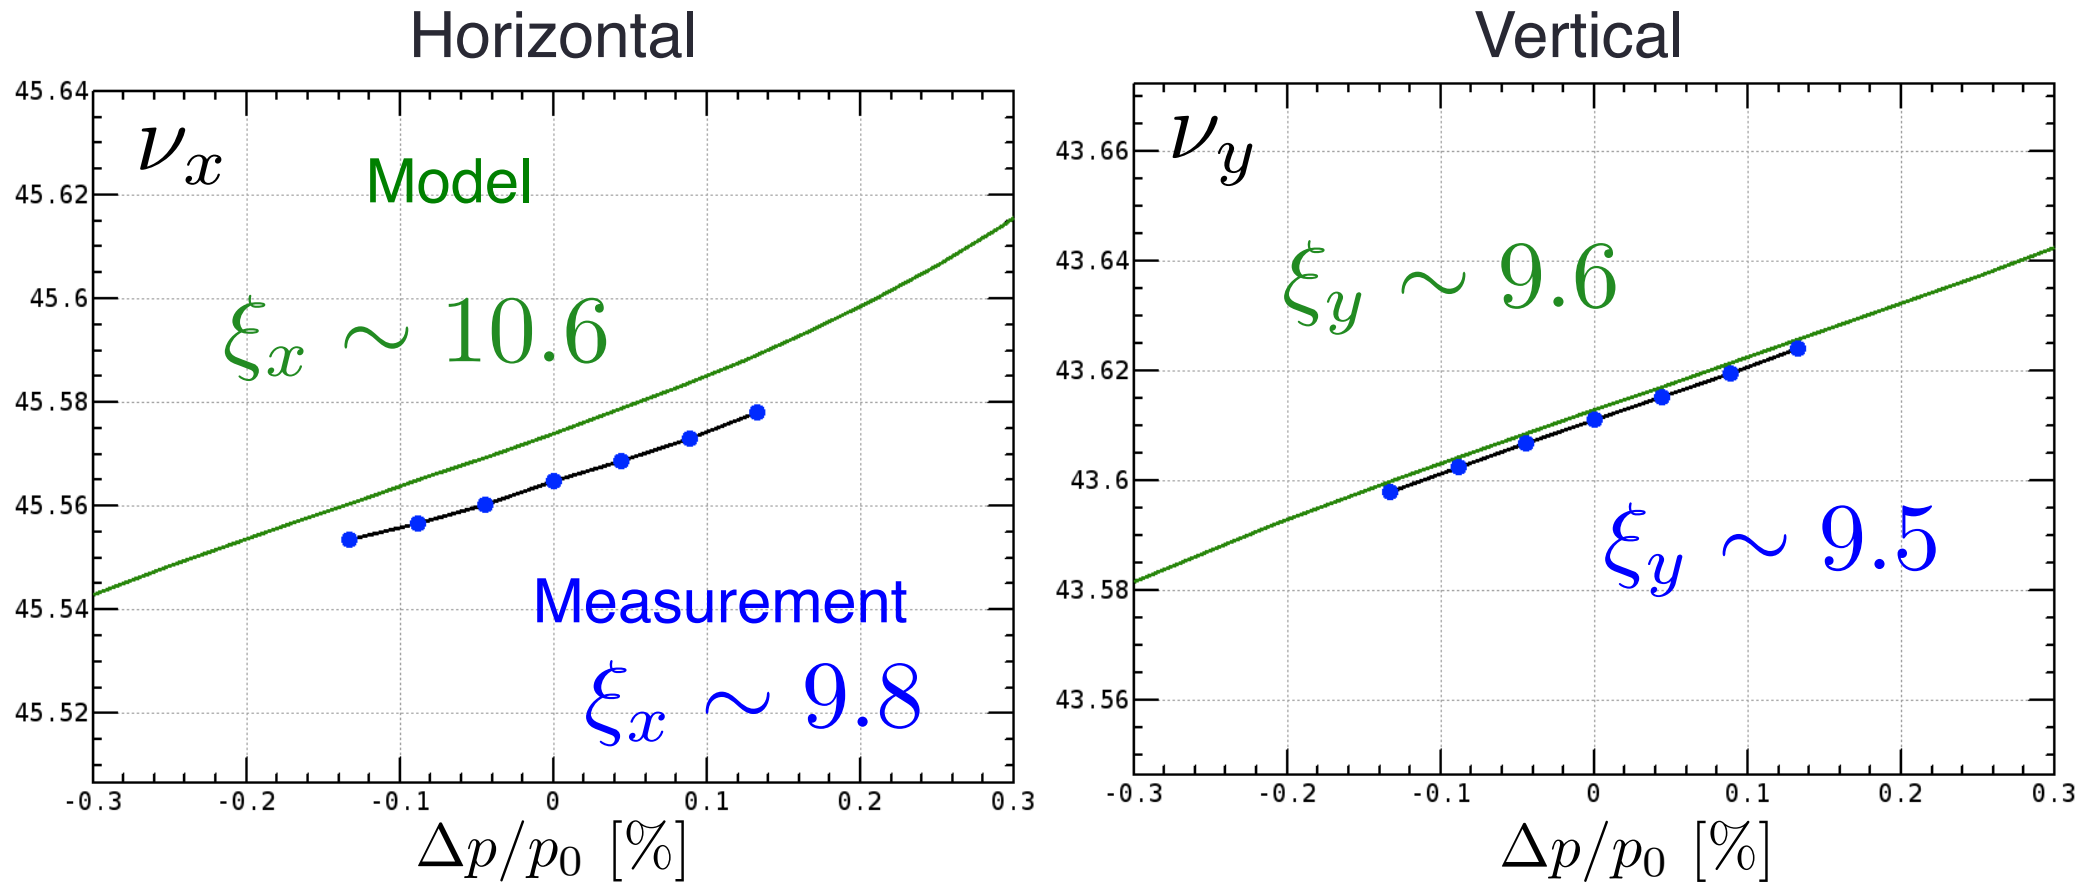 Horizontal
45.64
45.62
45.6
45.58
45.56
45.54
45.52
νx
Model
ξx ∼ 10.6
Measurement
ξx ∼ 9.8
-0.3 -0.2 -0.1 0 0.1 0.2 0.3
Δp/p0 [%]
Vertical
43.66
43.64
43.62
43.6
43.58
43.56
νy
ξy ∼ 9.6
ξy ∼ 9.5
-0.3 -0.2 -0.1 0 0.1 0.2 0.3
Δp/p0 [%]